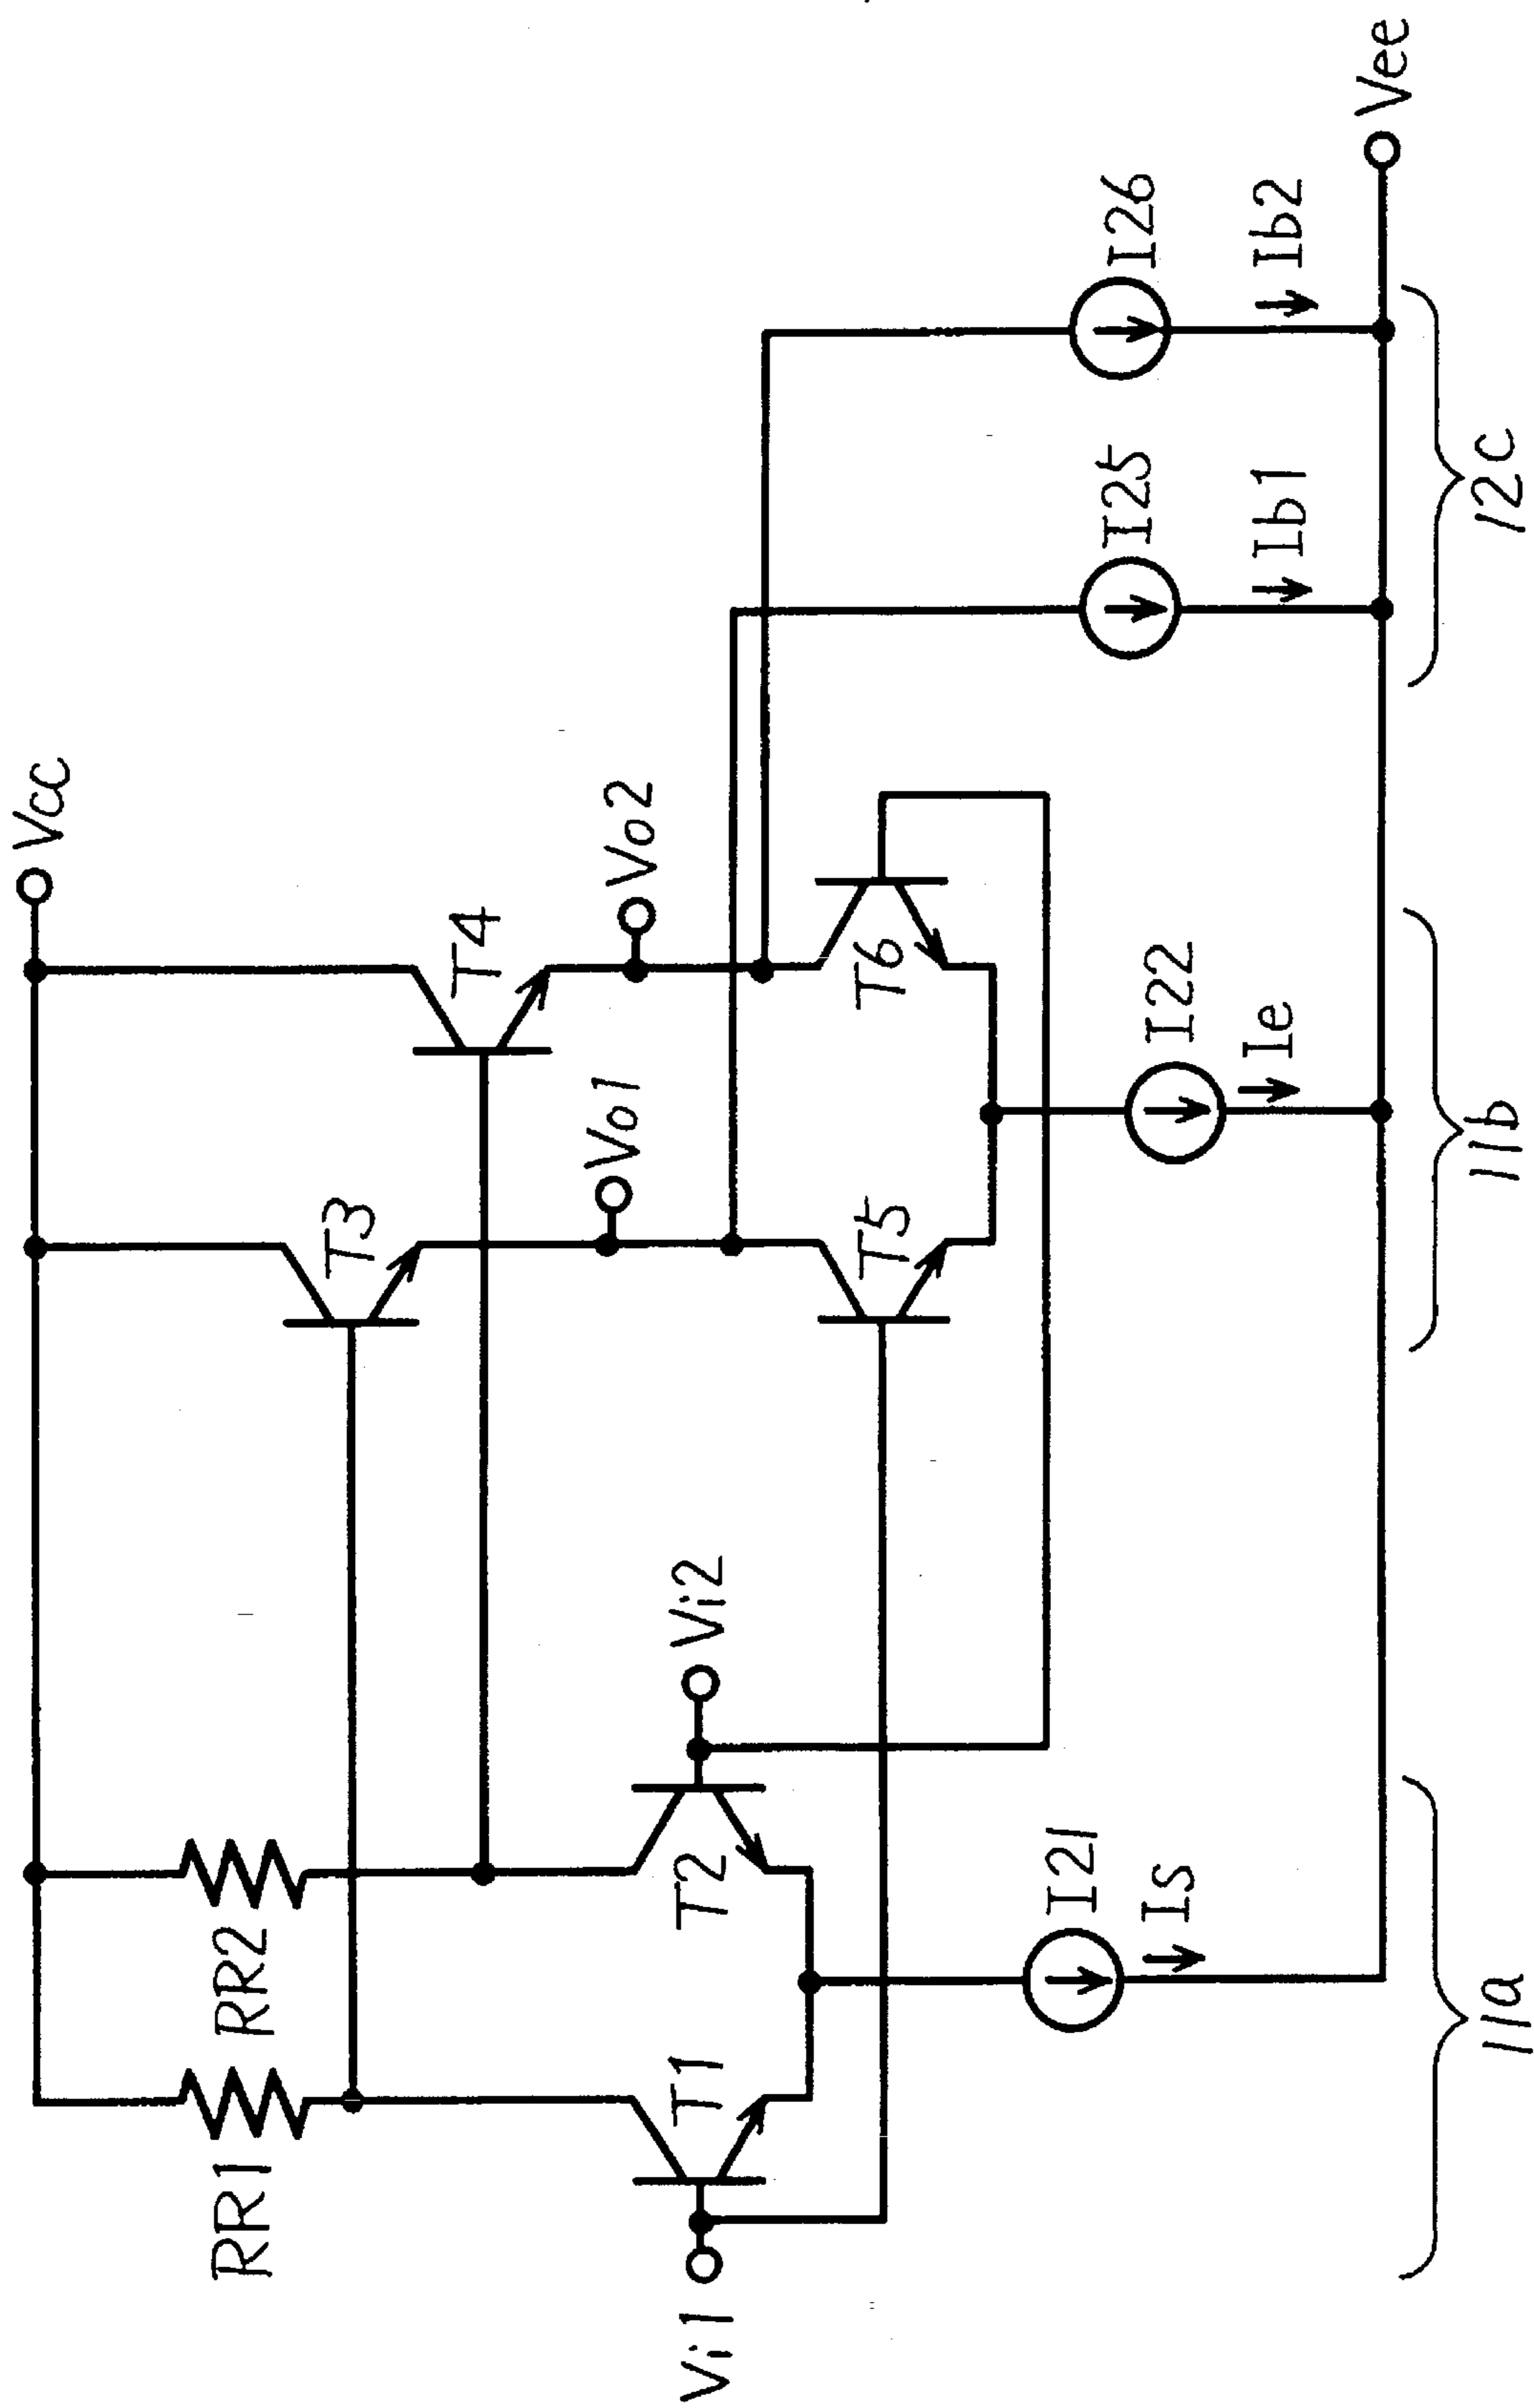 Vcc
RR1
RR2
T3
T4
Vo1
Vo2
Vi1
T1
T2
Vi2
T5
T6
I21
Is
I22
Ie
I25
Ib1
I26
Ib2
Vee
11a
11b
12c